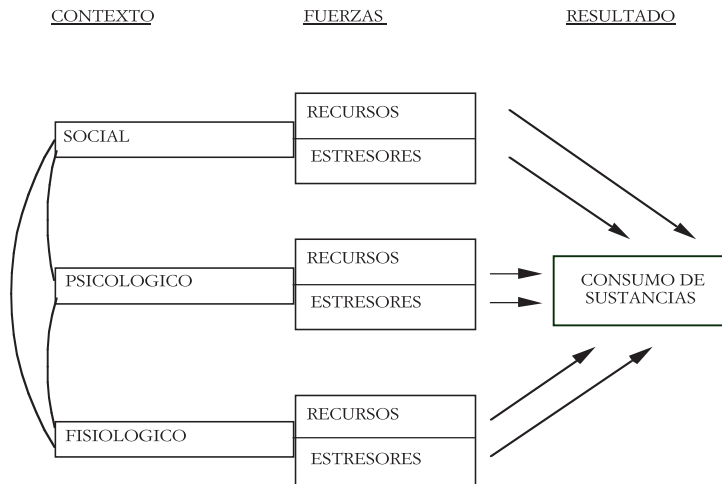 CONTEXTO FUERZAS RESULTADO
RECURSOS
SOCIAL
ESTRESORES
RECURSOS
PSICOLOGICO
ESTRESORES
CONSUMO DE
SUSTANCIAS
RECURSOS
FISIOLOGICO
ESTRESORES